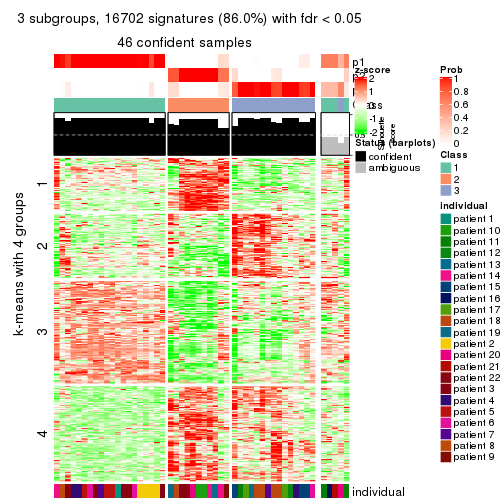 3 subgroups, 16702 signatures (86.0%) with fdr < 0.05
46 confident samples
p1
z-score
2
1
0
-1
-2
Prob
1
0.8
0.6
0.4
0.2
0
Silhouette
score
Status (barplots)
confident
ambiguous
Class
1
2
3
k-means with 4 groups
1
2
3
4
individual
patient 1
patient 10
patient 11
patient 12
patient 13
patient 14
patient 15
patient 16
patient 17
patient 18
patient 19
patient 2
patient 20
patient 21
patient 22
patient 3
patient 4
patient 5
patient 6
patient 7
patient 8
patient 9
individual